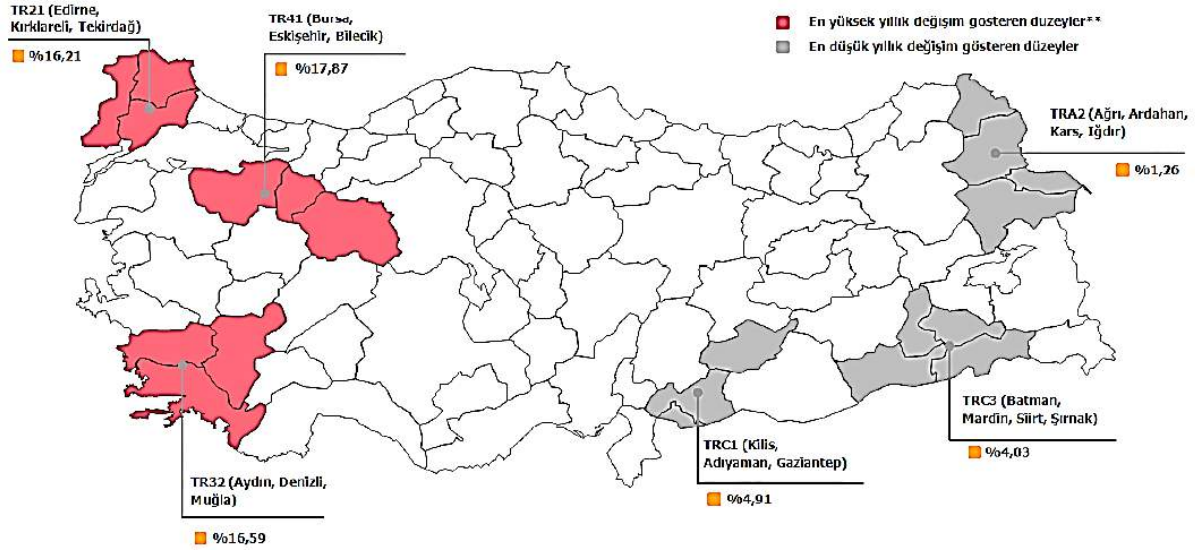 TR21 (Edirne,
Kırklareli, Tekirdağ)
%16,21
TR41 (Bursa,
Eskişehir, Bilecik)
%17,87
En yüksek yıllık değişim gösteren düzeyler**
En düşük yıllık değişim gösteren düzeyler
TRA2 (Ağrı, Ardahan,
Kars, Iğdır)
%1,26
TRC3 (Batman,
Mardin, Siirt, Şırnak)
%4,03
TRC1 (Kilis,
Adıyaman, Gaziantep)
%4,91
TR32 (Aydın, Denizli,
Muğla)
%16,59